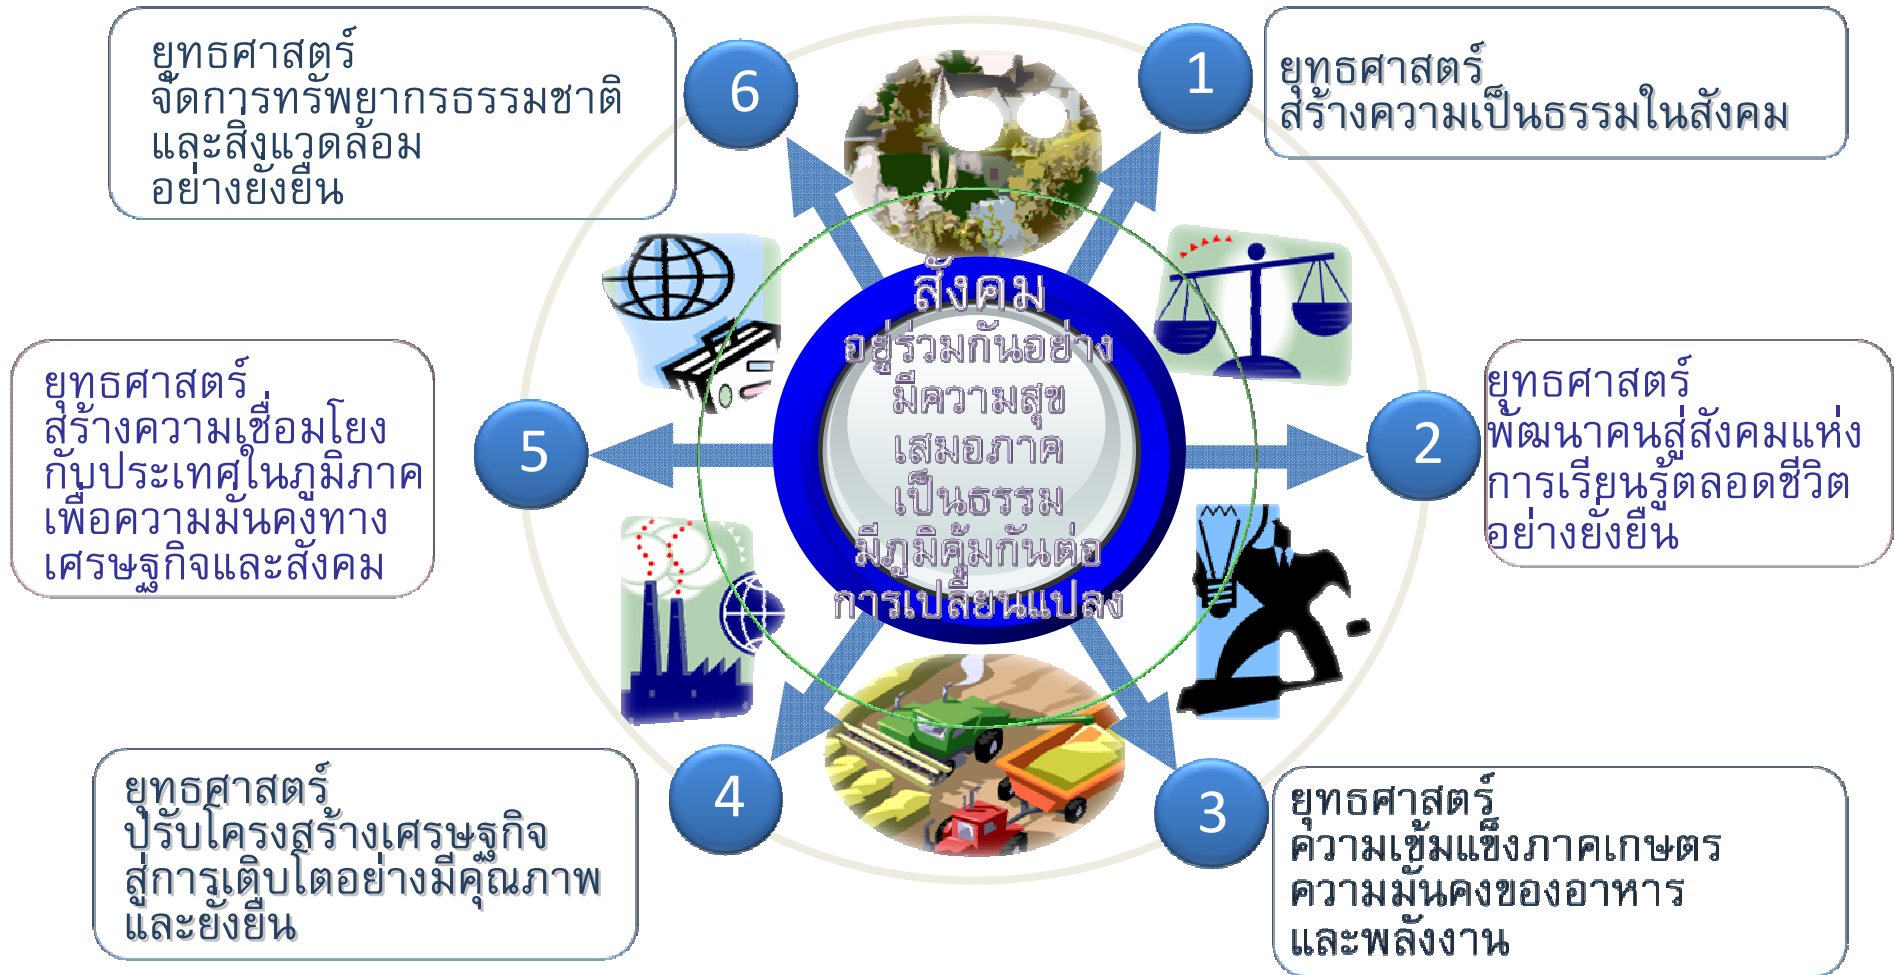 1
ยุทธศาสตร์
สร้างความเป็นธรรมในสังคม
2
ยุทธศาสตร์
พัฒนาคนสู่สังคมแห่ง
การเรียนรู้ตลอดชีวิต
อย่างยั่งยืน
3
ยุทธศาสตร์
ความเข้มแข็งภาคเกษตร
ความมั่นคงของอาหาร
และพลังงาน
4
ยุทธศาสตร์
ปรับโครงสร้างเศรษฐกิจ
สู่การเติบโตอย่างมีคุณภาพ
และยั่งยืน
5
ยุทธศาสตร์
สร้างความเชื่อมโยง
กับประเทศในภูมิภาค
เพื่อความมั่นคงทาง
เศรษฐกิจและสังคม
6
ยุทธศาสตร์
จัดการทรัพยากรธรรมชาติ
และสิ่งแวดล้อม
อย่างยั่งยืน
สังคม
อยู่ร่วมกันอย่าง
มีความสุข
เสมอภาค
เป็นธรรม
มีภูมิคุ้มกันต่อ
การเปลี่ยนแปลง